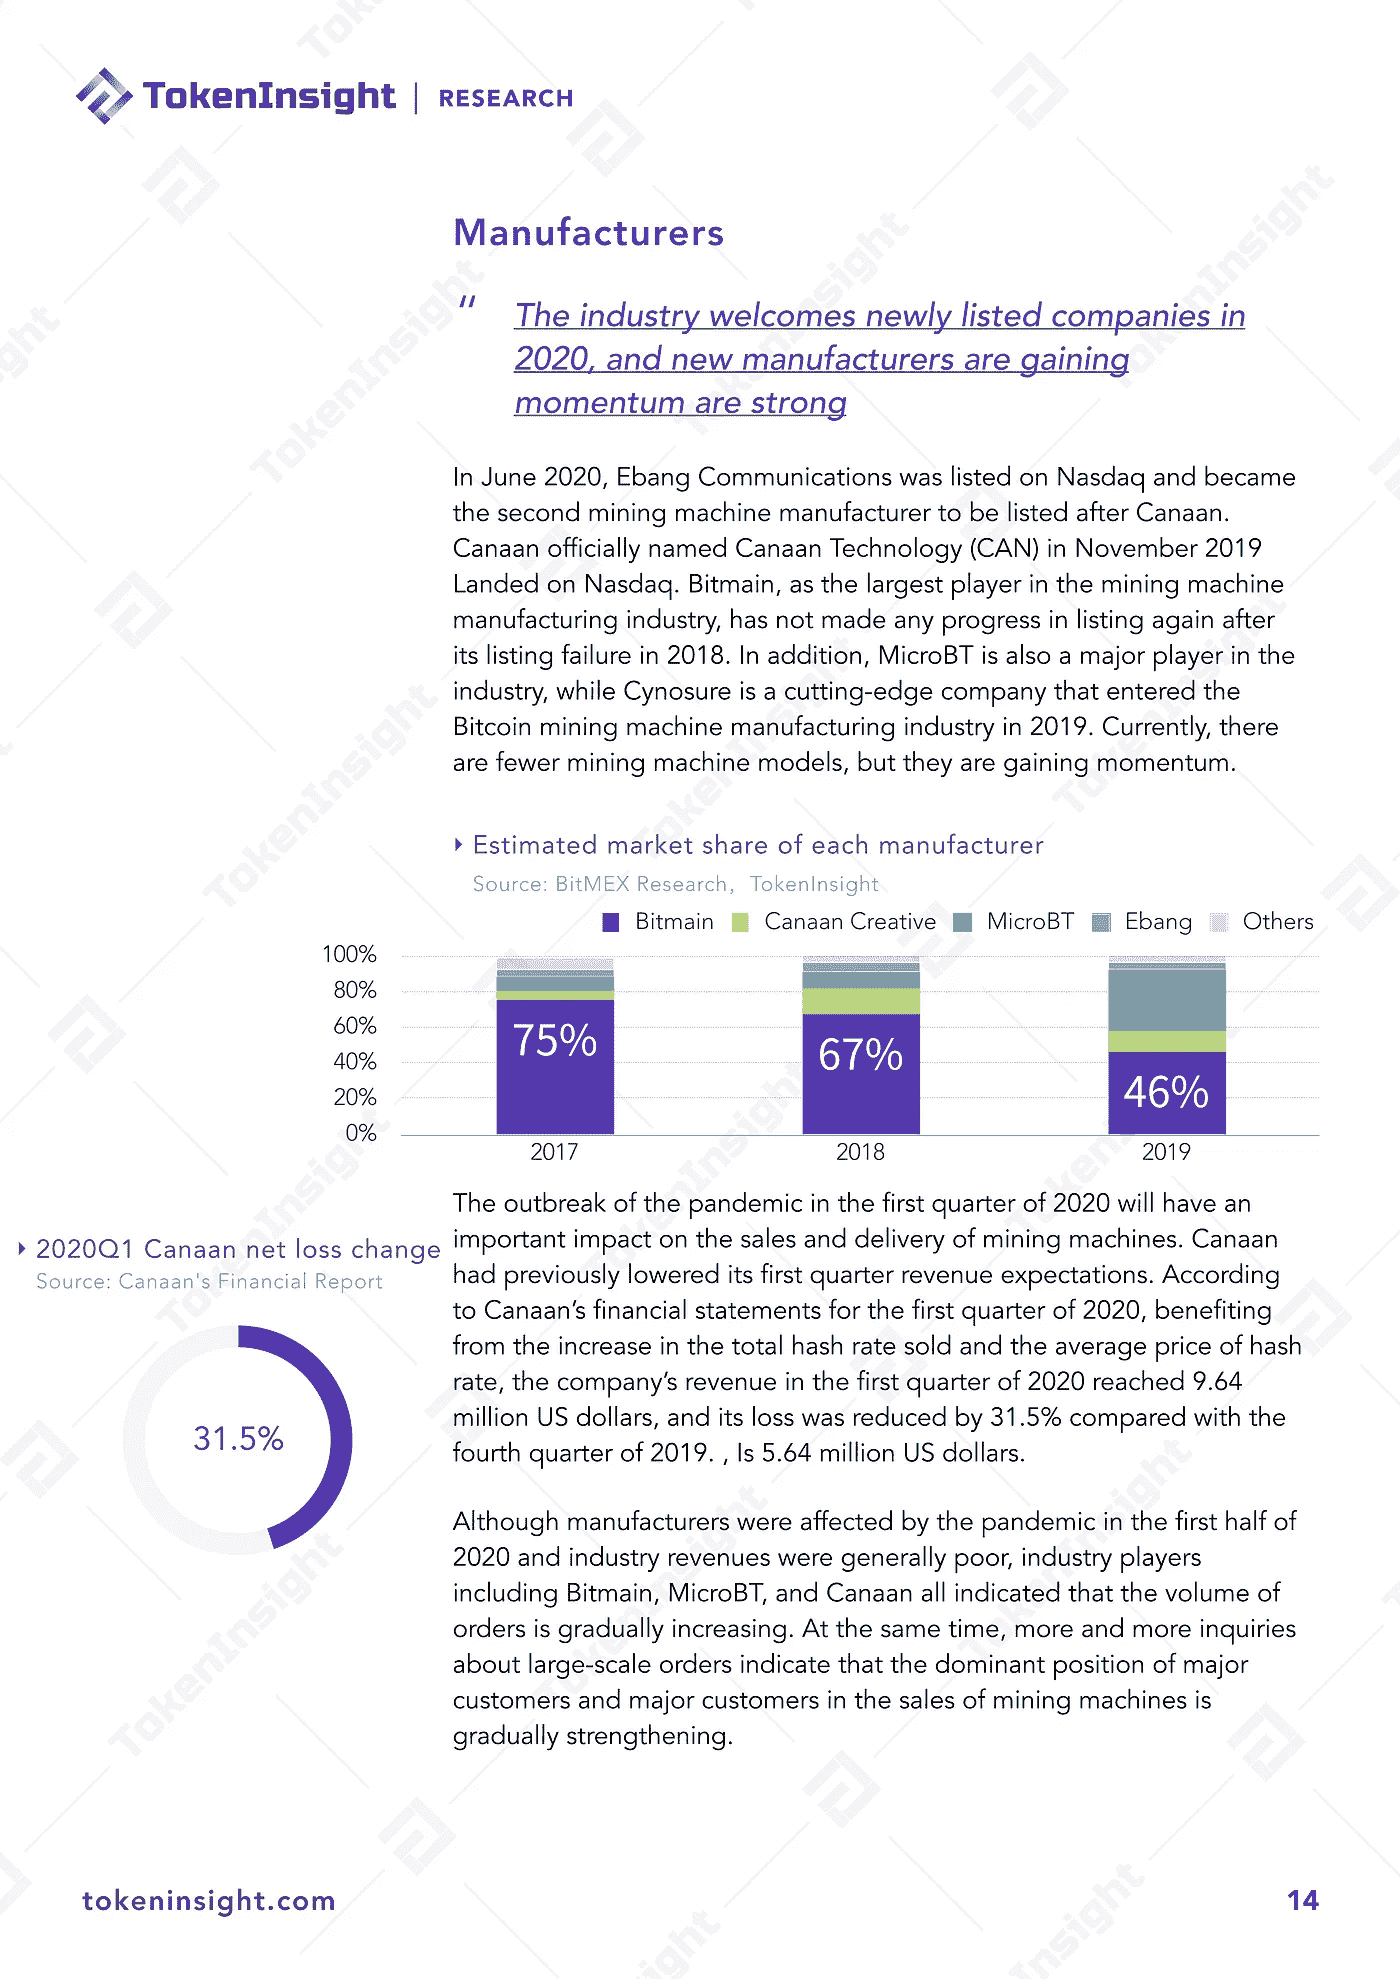 TokenInsight | RESEARCH
Manufacturers
“ The industry welcomes newly listed companies in
2020, and new manufacturers are gaining
momentum are strong
In June 2020, Ebang Communications was listed on Nasdaq and became
the second mining machine manufacturer to be listed after Canaan.
Canaan officially named Canaan Technology (CAN) in November 2019
Landed on Nasdaq. Bitmain, as the largest player in the mining machine
manufacturing industry, has not made any progress in listing again after
its listing failure in 2018. In addition, MicroBT is also a major player in the
industry, while Cynosure is a cutting-edge company that entered the
Bitcoin mining machine manufacturing industry in 2019. Currently, there
are fewer mining machine models, but they are gaining momentum.
Estimated market share of each manufacturer
Source: BitMEX Research, TokenInsight
Bitmain Canaan Creative MicroBT Ebang Others
100%
80%
60%
40%
20%
0%
75%
67%
46%
2017 2018 2019
2020Q1 Canaan net loss change
Source: Canaan's Financial Report
31.5%
The outbreak of the pandemic in the first quarter of 2020 will have an
important impact on the sales and delivery of mining machines. Canaan
had previously lowered its first quarter revenue expectations. According
to Canaan’s financial statements for the first quarter of 2020, benefiting
from the increase in the total hash rate sold and the average price of hash
rate, the company’s revenue in the first quarter of 2020 reached 9.64
million US dollars, and its loss was reduced by 31.5% compared with the
fourth quarter of 2019. , Is 5.64 million US dollars.
Although manufacturers were affected by the pandemic in the first half of
2020 and industry revenues were generally poor, industry players
including Bitmain, MicroBT, and Canaan all indicated that the volume of
orders is gradually increasing. At the same time, more and more inquiries
about large-scale orders indicate that the dominant position of major
customers and major customers in the sales of mining machines is
gradually strengthening.
tokeninsight.com
14